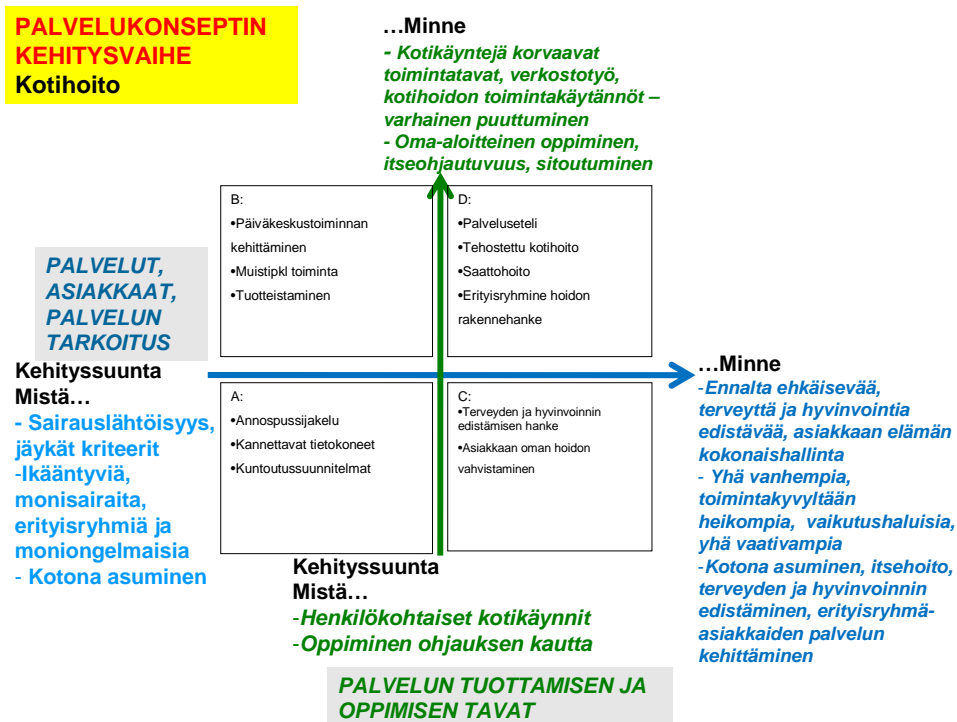 PALVELUKONSEPTIN
KEHITYSVAIHE
Kotihoito
…Minne
- Kotikäyntejä korvaavat
toimintatavat, verkostotyö,
kotihoidon toimintakäytännöt –
varhainen puuttuminen
- Oma-aloitteinen oppiminen,
itseohjautuvuus, sitoutuminen
B:
•Päiväkeskustoiminnan
kehittäminen
•Muistipkl toiminta
•Tuotteistaminen
D:
•Palveluseteli
•Tehostettu kotihoito
•Saattohoito
•Erityisryhmine hoidon
rakennehanke
PALVELUT,
ASIAKKAAT,
PALVELUN
TARKOITUS
Kehityssuunta
Mistä…
- Sairauslähtöisyys,
jäykät kriteerit
-Ikääntyviä,
monisairaita,
erityisryhmiä ja
moniongelmaisia
- Kotona asuminen
A:
•Annospussijakelu
•Kannettavat tietokoneet
•Kuntoutussuunnitelmat
C:
•Terveyden ja hyvinvoinnin
edistämisen hanke
•Asiakkaan oman hoidon
vahvistaminen
…Minne
-Ennalta ehkäisevää,
terveyttä ja hyvinvointia
edistävää, asiakkaan elämän
kokonaishallinta
- Yhä vanhempia,
toimintakyvyltään
heikompia, vaikutushaluisia,
yhä vaativampia
-Kotona asuminen, itsehoito,
terveyden ja hyvinvoinnin
edistäminen, erityisryhmä-
asiakkaiden palvelun
kehittäminen
Kehityssuunta
Mistä…
-Henkilökohtaiset kotikäynnit
-Oppiminen ohjauksen kautta
PALVELUN TUOTTAMISEN JA
OPPIMISEN TAVAT